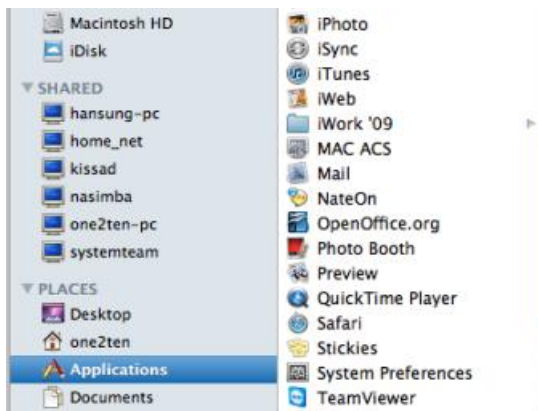 Macintosh HD
iDisk
SHARED
hansung-pc
home_net
kissad
nasimba
one2ten-pc
systemteam
PLACES
Desktop
one2ten
Applications
Documents
iPhoto
iSync
iTunes
iWeb
iWork '09
MAC ACS
Mail
NateOn
OpenOffice.org
Photo Booth
Preview
QuickTime Player
Safari
Stickies
System Preferences
TeamViewer